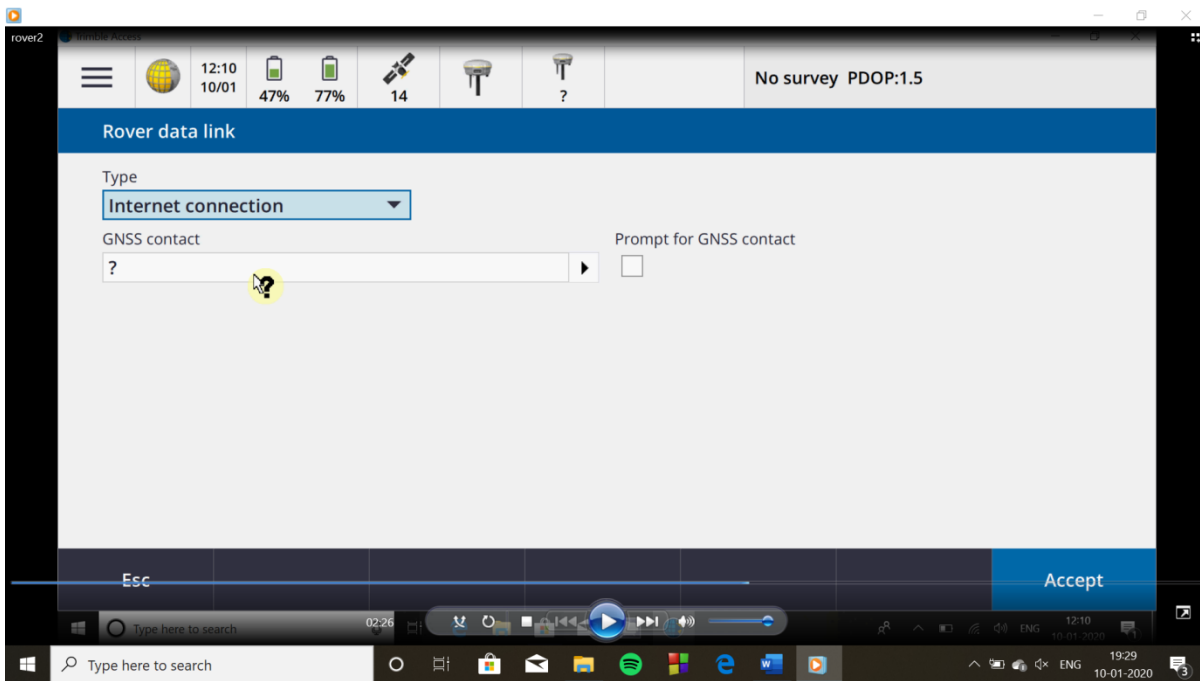 rover2
Trimble Access
12:10
10/01
47%
77%
14
?
No survey PDOP:1.5
Rover data link
Type
Internet connection
GNSS contact
Prompt for GNSS contact
?
Esc
Accept
02:26
Type here to search
ENG
12:10
10-01-2020
Type here to search
ENG
19:29
10-01-2020
3